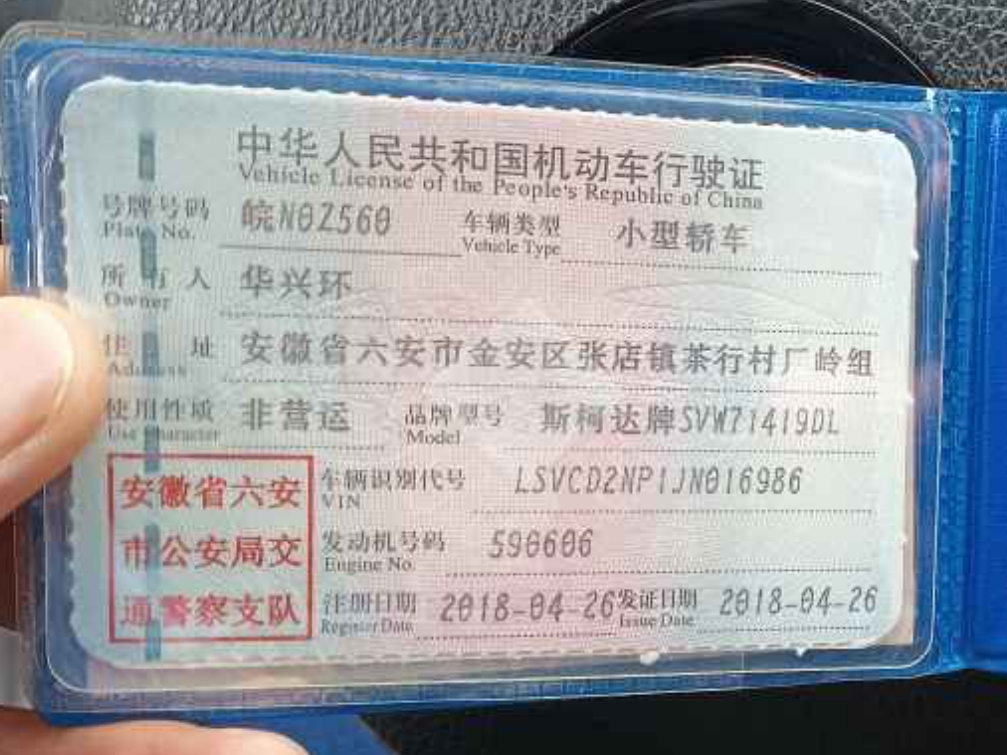 中华人民共和国机动车行驶证
Vehicle License of the People's Republic of China
号牌号码 皖N0Z560 车辆类型 小型轿车
Plate No. Vehicle Type
所有人 华兴环
Owner
住址 安徽省六安市金安区张店镇茶行村厂岭组
Address
使用性质 非营运 品牌型号 斯柯达牌SVW71419DL
Use Character Model
安徽省六安 车辆识别代号 LSVCD2NP1JN016986
VIN
市公安局交 发动机号码 590606
Engine No.
通警察支队 注册日期 2018-04-26 发证日期 2018-04-26
Register Date Issue Date